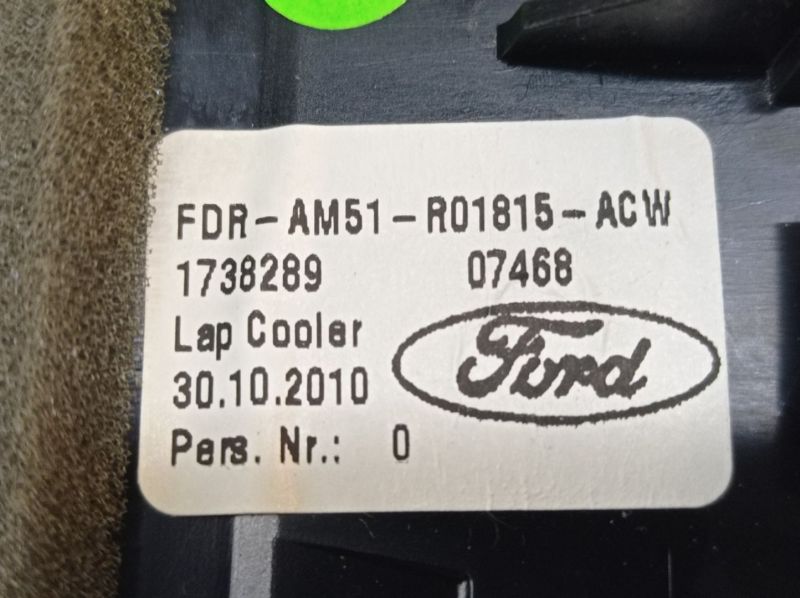 FDR-AM51-R01815-ACW
1738289 07468
Lap Cooler
30.10.2010
Ford
Pers. Nr.: 0